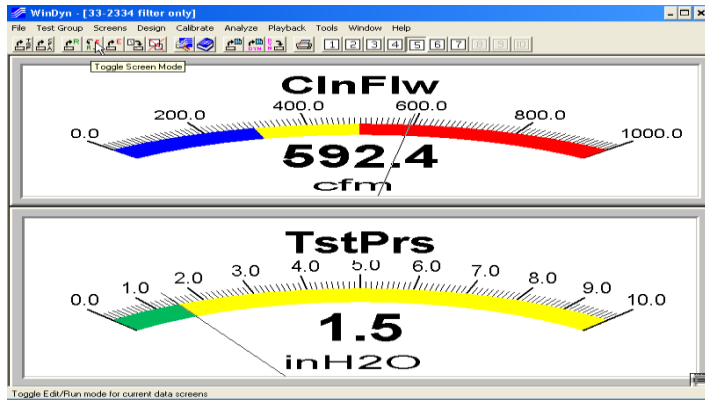 WinDyn - [33-2334 filter only]
File Test Group Screens Design Calibrate Analyze Playback Tools Window Help
1 2 3 4 5 6 7 8 9 10
Toggle Screen Mode
ClnFlw
0.0 200.0 400.0 600.0 800.0 1000.0
592.4
cfm
TstPrs
0.0 1.0 2.0 3.0 4.0 5.0 6.0 7.0 8.0 9.0 10.0
1.5
inH2O
Toggle Edit/Run mode for current data screens